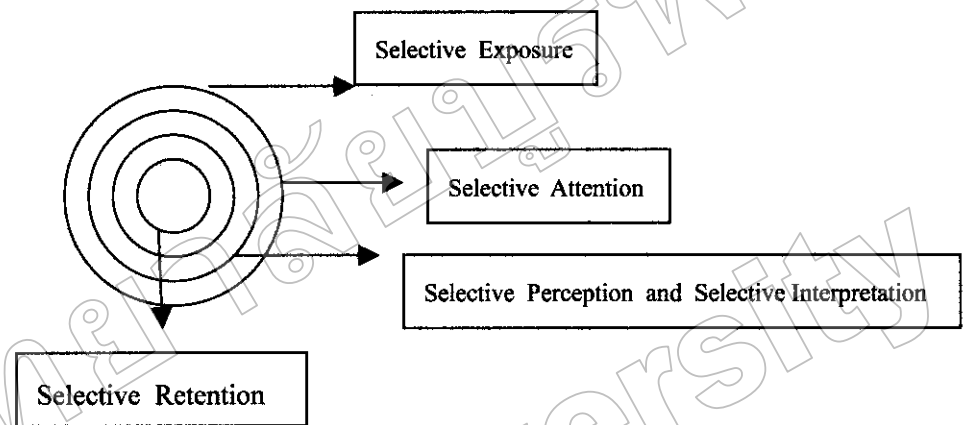 Selective Exposure
Selective Attention
Selective Perception and Selective Interpretation
Selective Retention